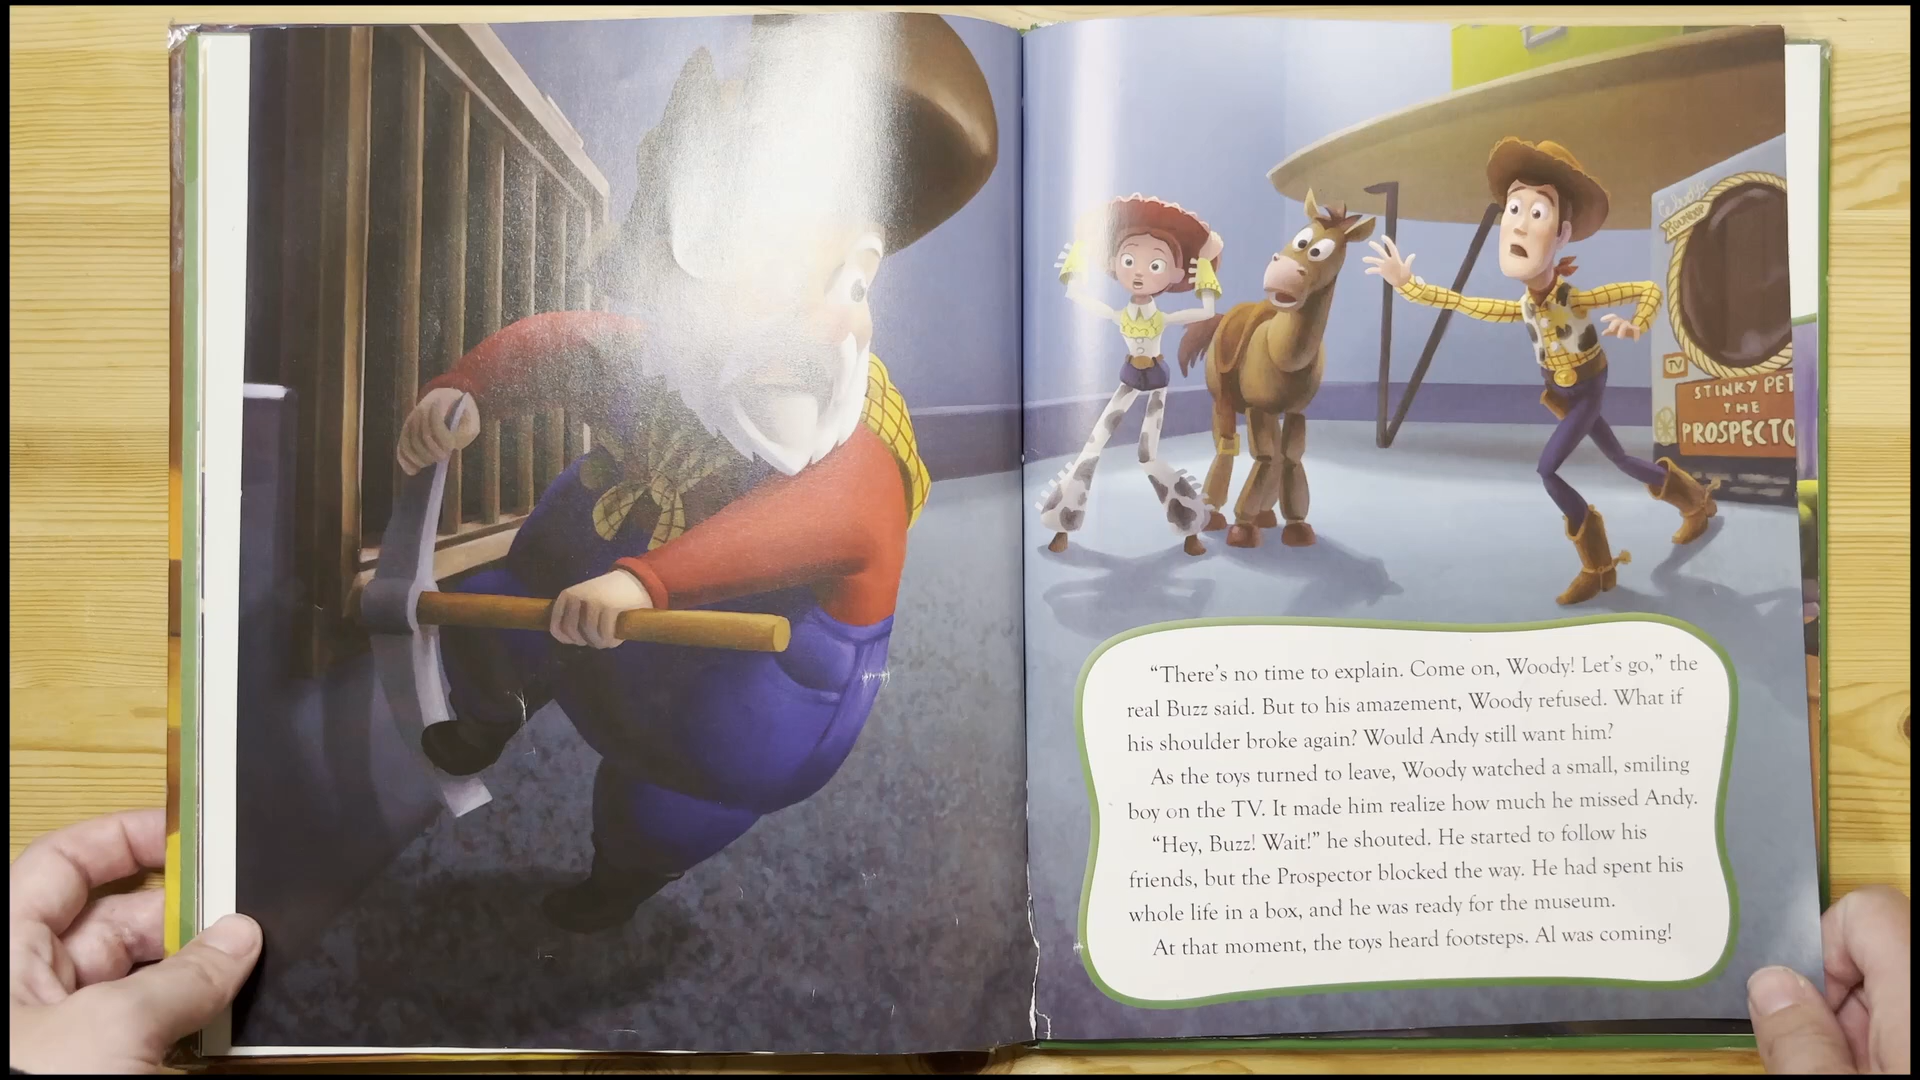 TV
STINKY PET
THE
PROSPECTO
“There’s no time to explain. Come on, Woody! Let’s go,” the
real Buzz said. But to his amazement, Woody refused. What if
his shoulder broke again? Would Andy still want him?
As the toys turned to leave, Woody watched a small, smiling
boy on the TV. It made him realize how much he missed Andy.
“Hey, Buzz! Wait!” he shouted. He started to follow his
friends, but the Prospector blocked the way. He had spent his
whole life in a box, and he was ready for the museum.
At that moment, the toys heard footsteps. Al was coming!